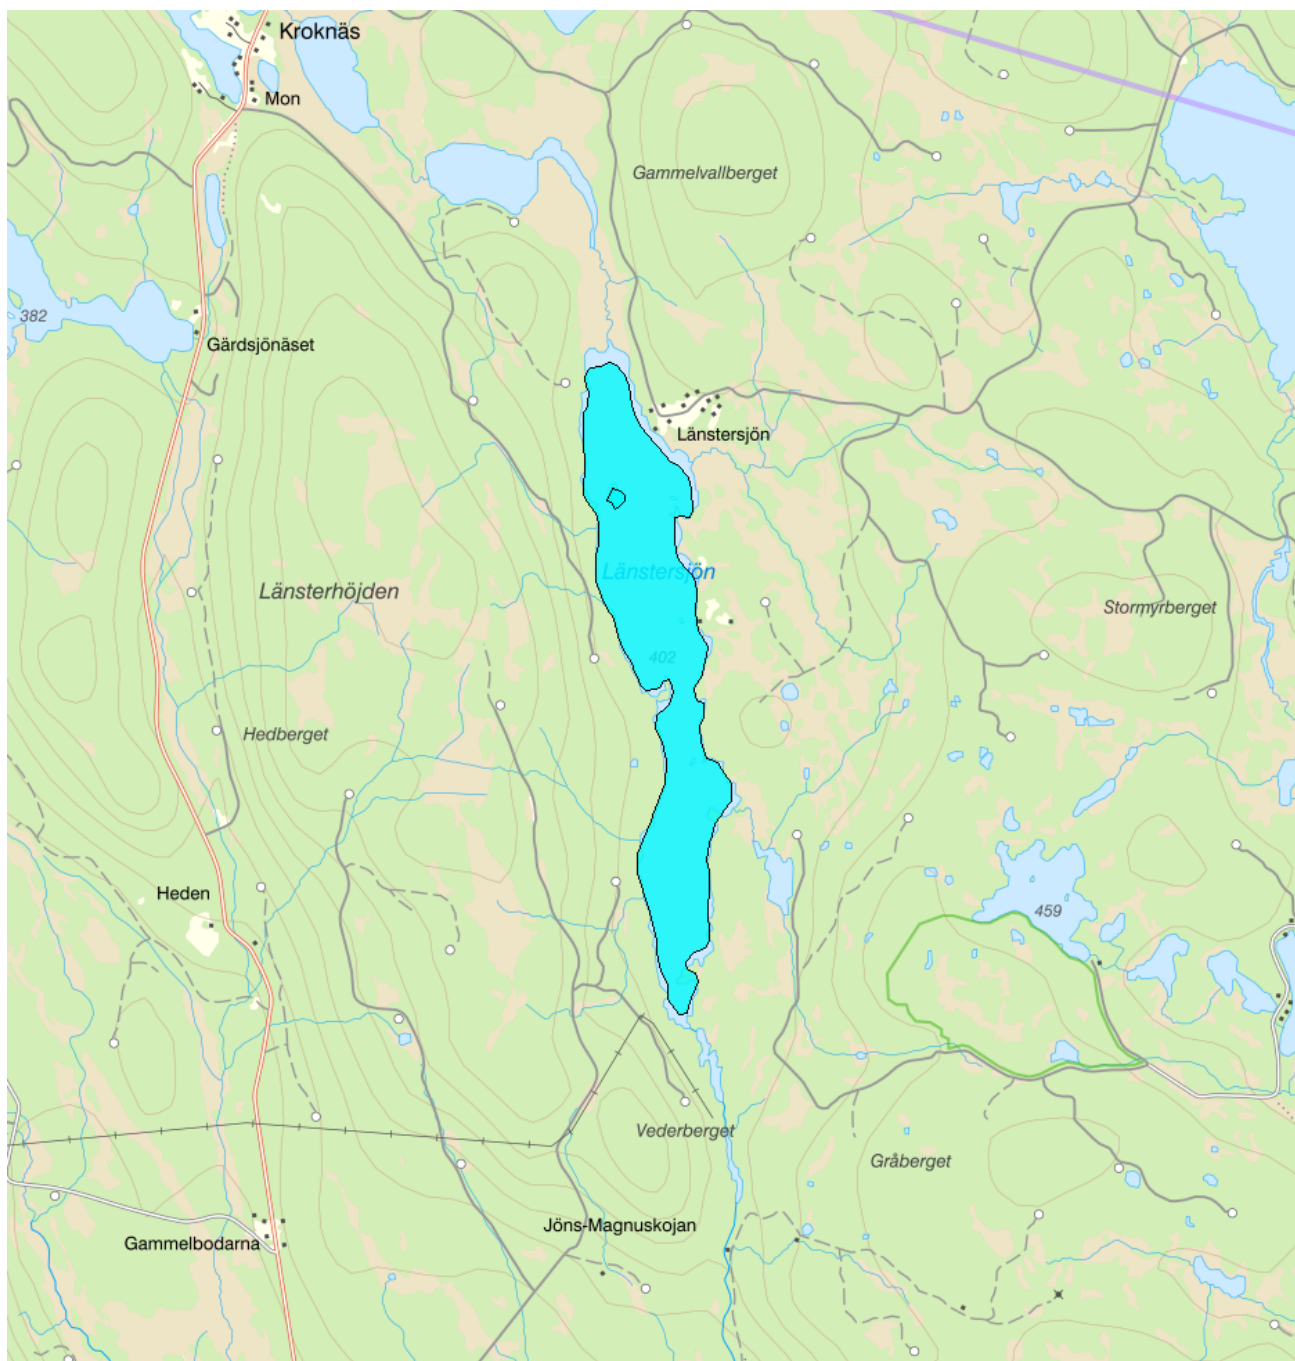 Kroknäs
Mon
Gammelvallberget
382
Gärdsjönäset
Länstersjön
Länstersjön
Länsterhöjden
Stormyrberget
402
Hedberget
Heden
459
Vederberget
Gråberget
Jöns-Magnuskojan
Gammelbodarna